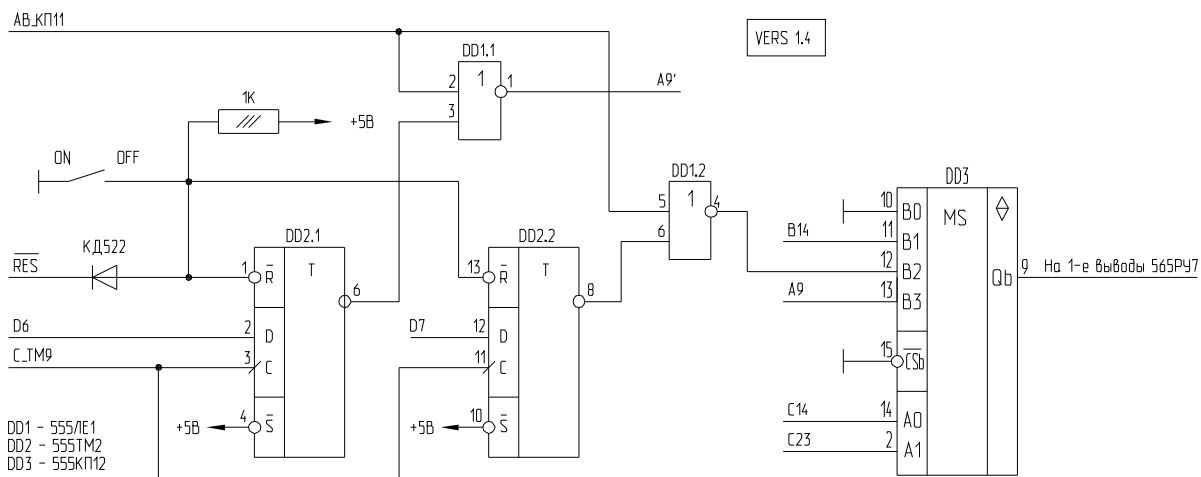 AB_КП11
VERS 1.4
DD1.1
2
1
1
A9'
3
1K
+5В
ON OFF
DD1.2
5
1
4
6
DD3
10 B0 MS
B14 11 B1
12 B2
A9 13 B3
Qb 9 На 1-е выводы 565РУ7
15 CSb
C14 14 A0
C23 2 A1
КД522
RES
DD2.1
1 R T
6
D6 2 D
C_TM9 3 C
+5В 4 S
DD2.2
13 R T
8
D7 12 D
11 C
+5В 10 S
DD1 - 555ЛЕ1
DD2 - 555ТМ2
DD3 - 555КП12